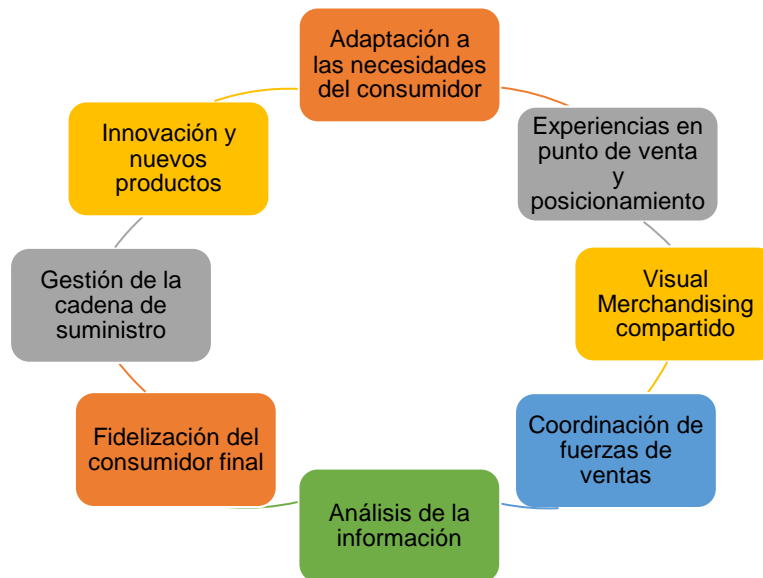 Adaptación a
las necesidades
del consumidor
Experiencias en
punto de venta
y
posicionamiento
Visual
Merchandising
compartido
Coordinación de
fuerzas de
ventas
Análisis de la
información
Fidelización del
consumidor final
Gestión de la
cadena de
suministro
Innovación y
nuevos
productos